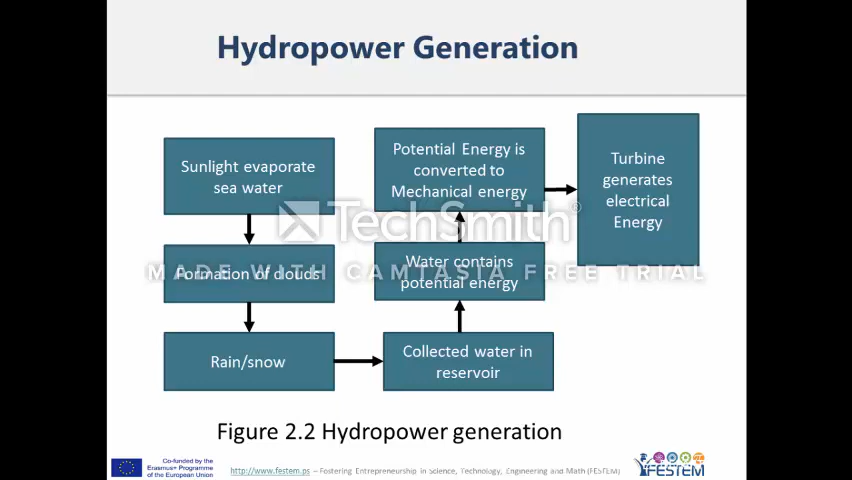 Hydropower Generation
Sunlight evaporate
sea water
Formation of clouds
Rain/snow
Collected water in
reservoir
Water contains
potential energy
Potential Energy is
converted to
Mechanical energy
Turbine
generates
electrical
Energy
TechSmith®
MADE WITH CAMTASIA FREE TRIAL
Figure 2.2 Hydropower generation
Co-funded by the
Erasmus+ Programme
of the European Union
http://www.festem.ps – Fostering Entrepreneurship in Science, Technology, Engineering and Math (FESTEM)
FESTEM